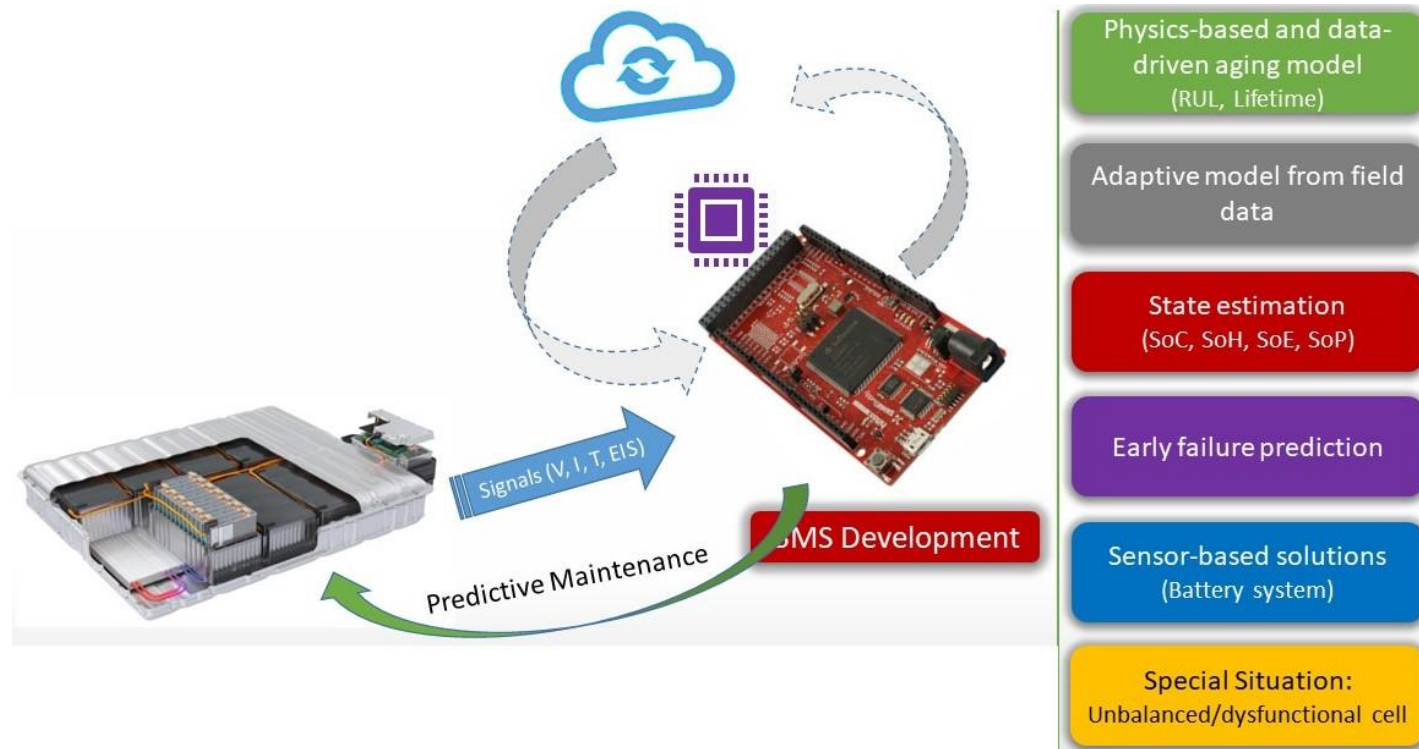 Physics-based and data-
driven aging model
(RUL, Lifetime)
Adaptive model from field
data
State estimation
(SoC, SoH, SoE, SoP)
Signals (V, I, T, EIS)
Early failure prediction
BMS Development
Predictive Maintenance
Sensor-based solutions
(Battery system)
Special Situation:
Unbalanced/dysfunctional cell